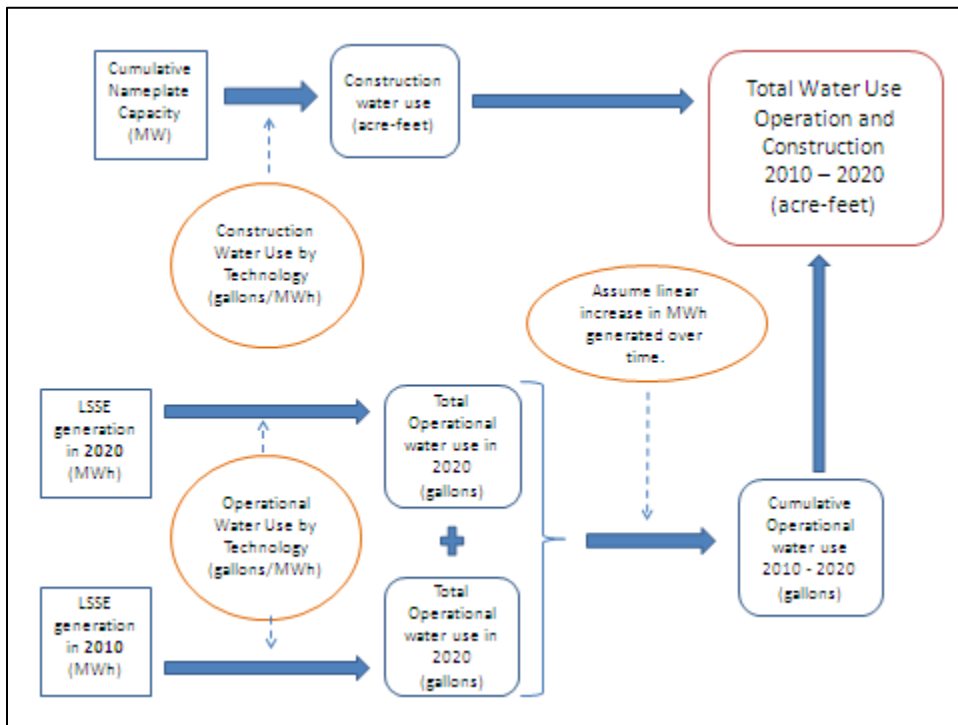 Cumulative
Nameplate
Capacity
(MW)
Construction
water use
(acre-feet)
Total Water Use
Operation and
Construction
2010 – 2020
(acre-feet)
Construction
Water Use by
Technology
(gallons/MWh)
Assume linear
increase in MWh
generated over
time.
LSSE
generation
in 2020
(MWh)
Total
Operational
water use in
2020
(gallons)
Operational
Water Use by
Technology
(gallons/MWh)
Cumulative
Operational
water use
2010 - 2020
(gallons)
LSSE
generation
in 2010
(MWh)
Total
Operational
water use in
2020
(gallons)